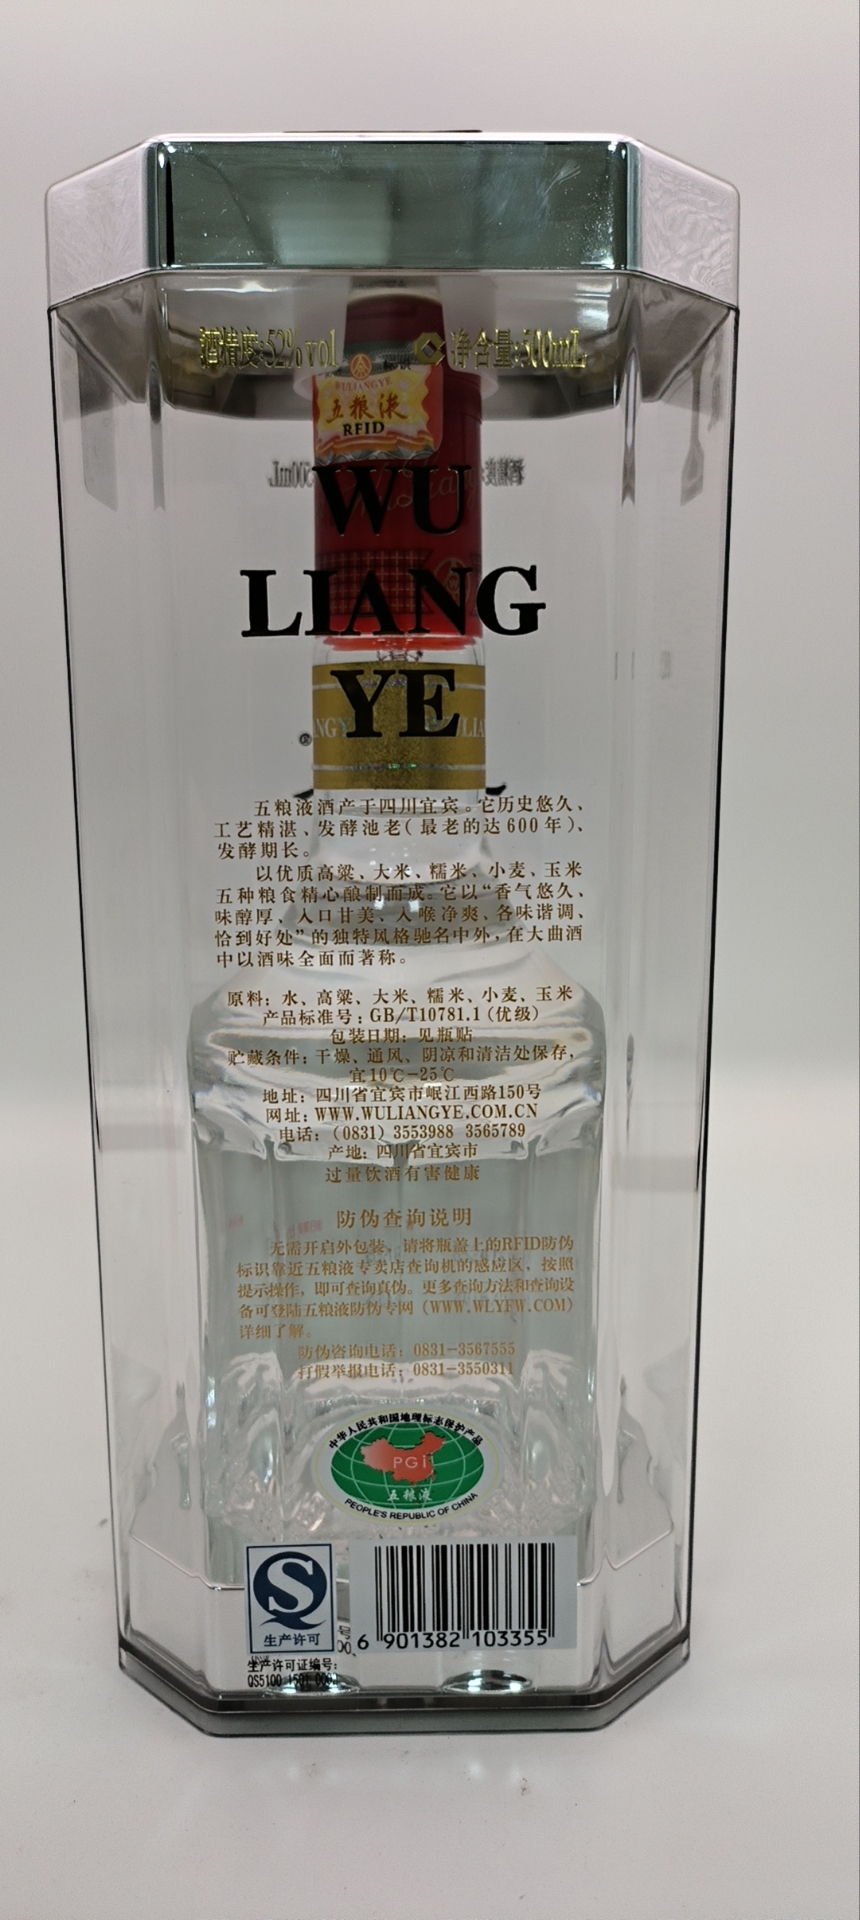 酒精度:52%vol 净含量:500mL
WULIANGYE
五粮液
RFID
WU
LIANG
YE
®
五粮液酒产于四川宜宾。它历史悠久、
工艺精湛、发酵池老(最老的达600年)、
发酵期长。
以优质高粱、大米、糯米、小麦、玉米
五种粮食精心酿制而成。它以“香气悠久、
味醇厚、入口甘美、入喉净爽、各味谐调、
恰到好处”的独特风格驰名中外,在大曲酒
中以酒味全面而著称。
原料: 水、高粱、大米、糯米、小麦、玉米
产品标准号: GB/T10781.1(优级)
包装日期: 见瓶贴
贮藏条件: 干燥、通风、阴凉和清洁处保存,
宜10℃-25℃
地址: 四川省宜宾市岷江西路150号
网址: WWW.WULIANGYE.COM.CN
电话: (0831) 3553988 3565789
产地: 四川省宜宾市
过量饮酒有害健康
防伪查询说明
无需开启外包装, 请将瓶盖上的RFID防伪
标识靠近五粮液专卖店查询机的感应区, 按照
提示操作, 即可查询真伪。更多查询方法和查询设
备可登陆五粮液防伪专网 (WWW.WLYFW.COM)
详细了解。
防伪咨询电话: 0831-3567555
打假举报电话: 0831-3550311
中华人民共和国地理标志保护产品
PGI
五粮液
PEOPLE'S REPUBLIC OF CHINA
生产许可
6 901382 103355
生产许可证编号:
QS5100 1501